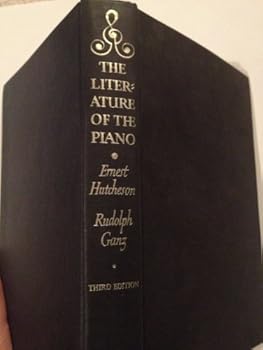 THE
LITER-
ATURE
OF THE
PIANO
Ernest
Hutcheson
Rudolph
Ganz
THIRD EDITION